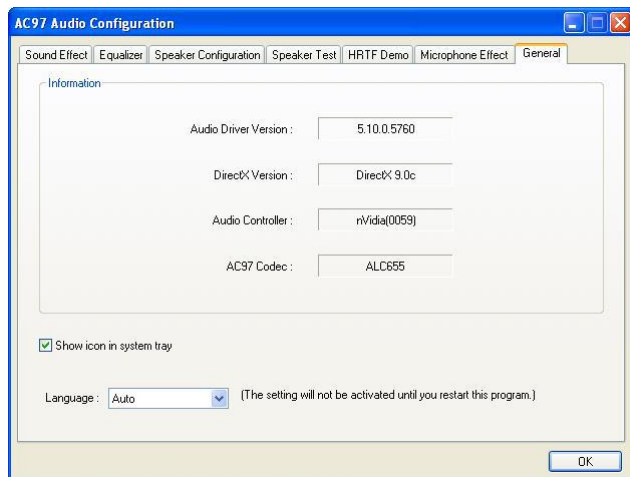 AC97 Audio Configuration
Sound Effect Equalizer Speaker Configuration Speaker Test HRTF Demo Microphone Effect General
Information
Audio Driver Version : 5.10.0.5760
DirectX Version : DirectX 9.0c
Audio Controller : nVidia(0059)
AC97 Codec : ALC655
Show icon in system tray
Language : Auto (The setting will not be activated until you restart this program.)
OK